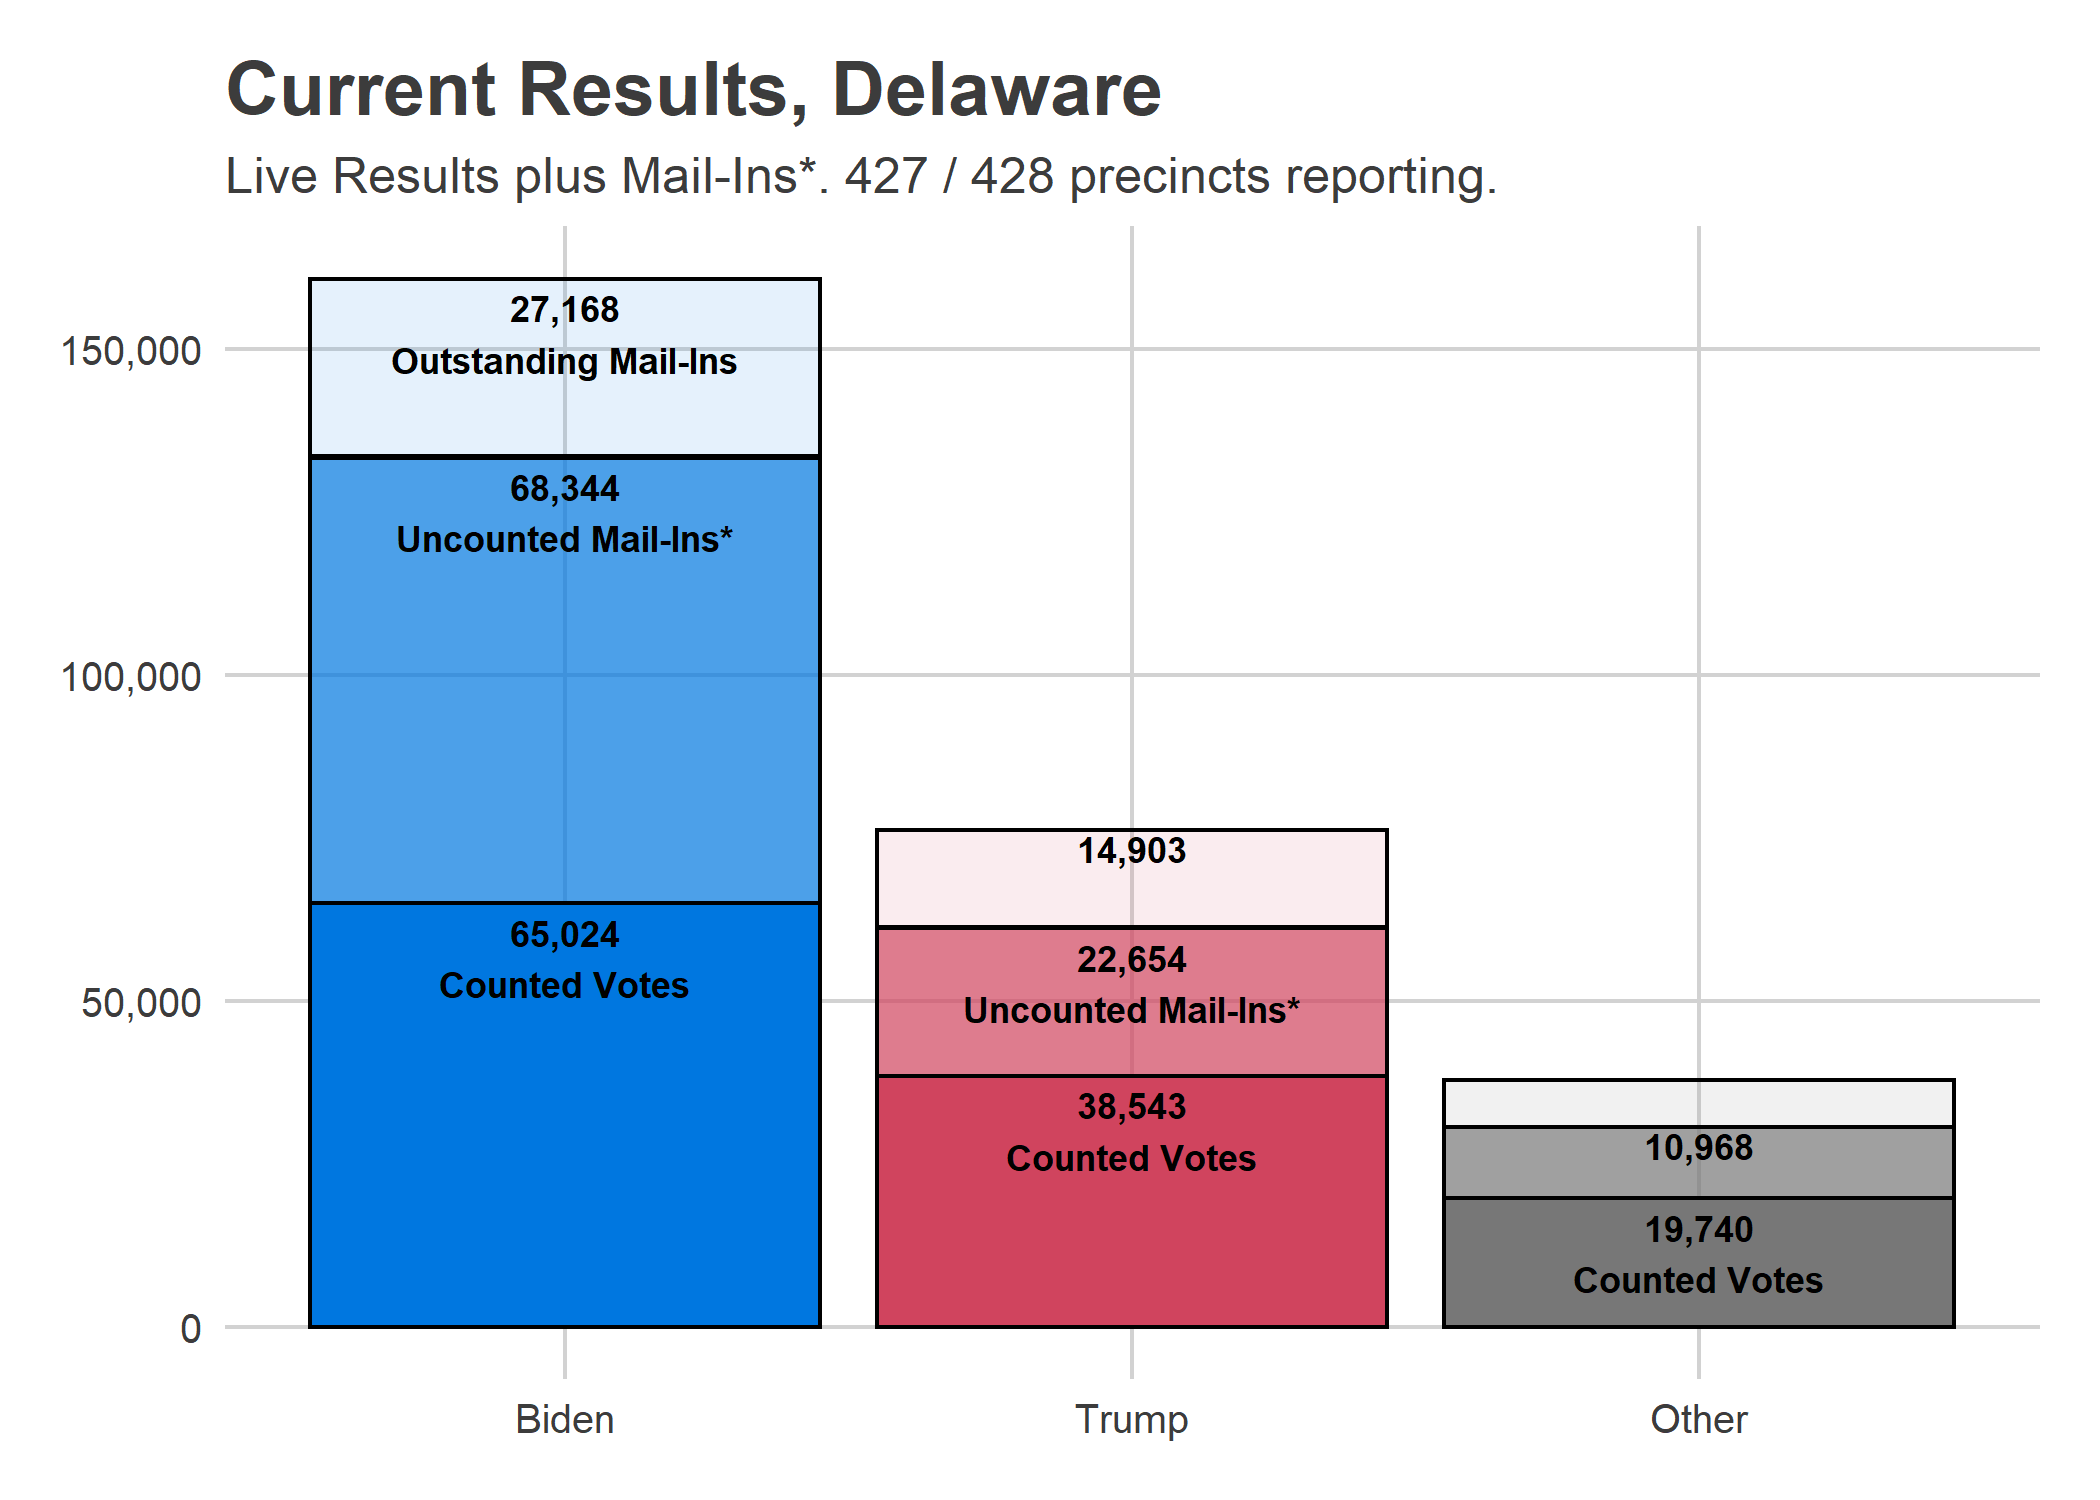 Current Results, Delaware
Live Results plus Mail-Ins*. 427 / 428 precincts reporting.
150,000
100,000
50,000
0
27,168
Outstanding Mail-Ins
68,344
Uncounted Mail-Ins*
65,024
Counted Votes
14,903
22,654
Uncounted Mail-Ins*
38,543
Counted Votes
10,968
19,740
Counted Votes
Biden
Trump
Other